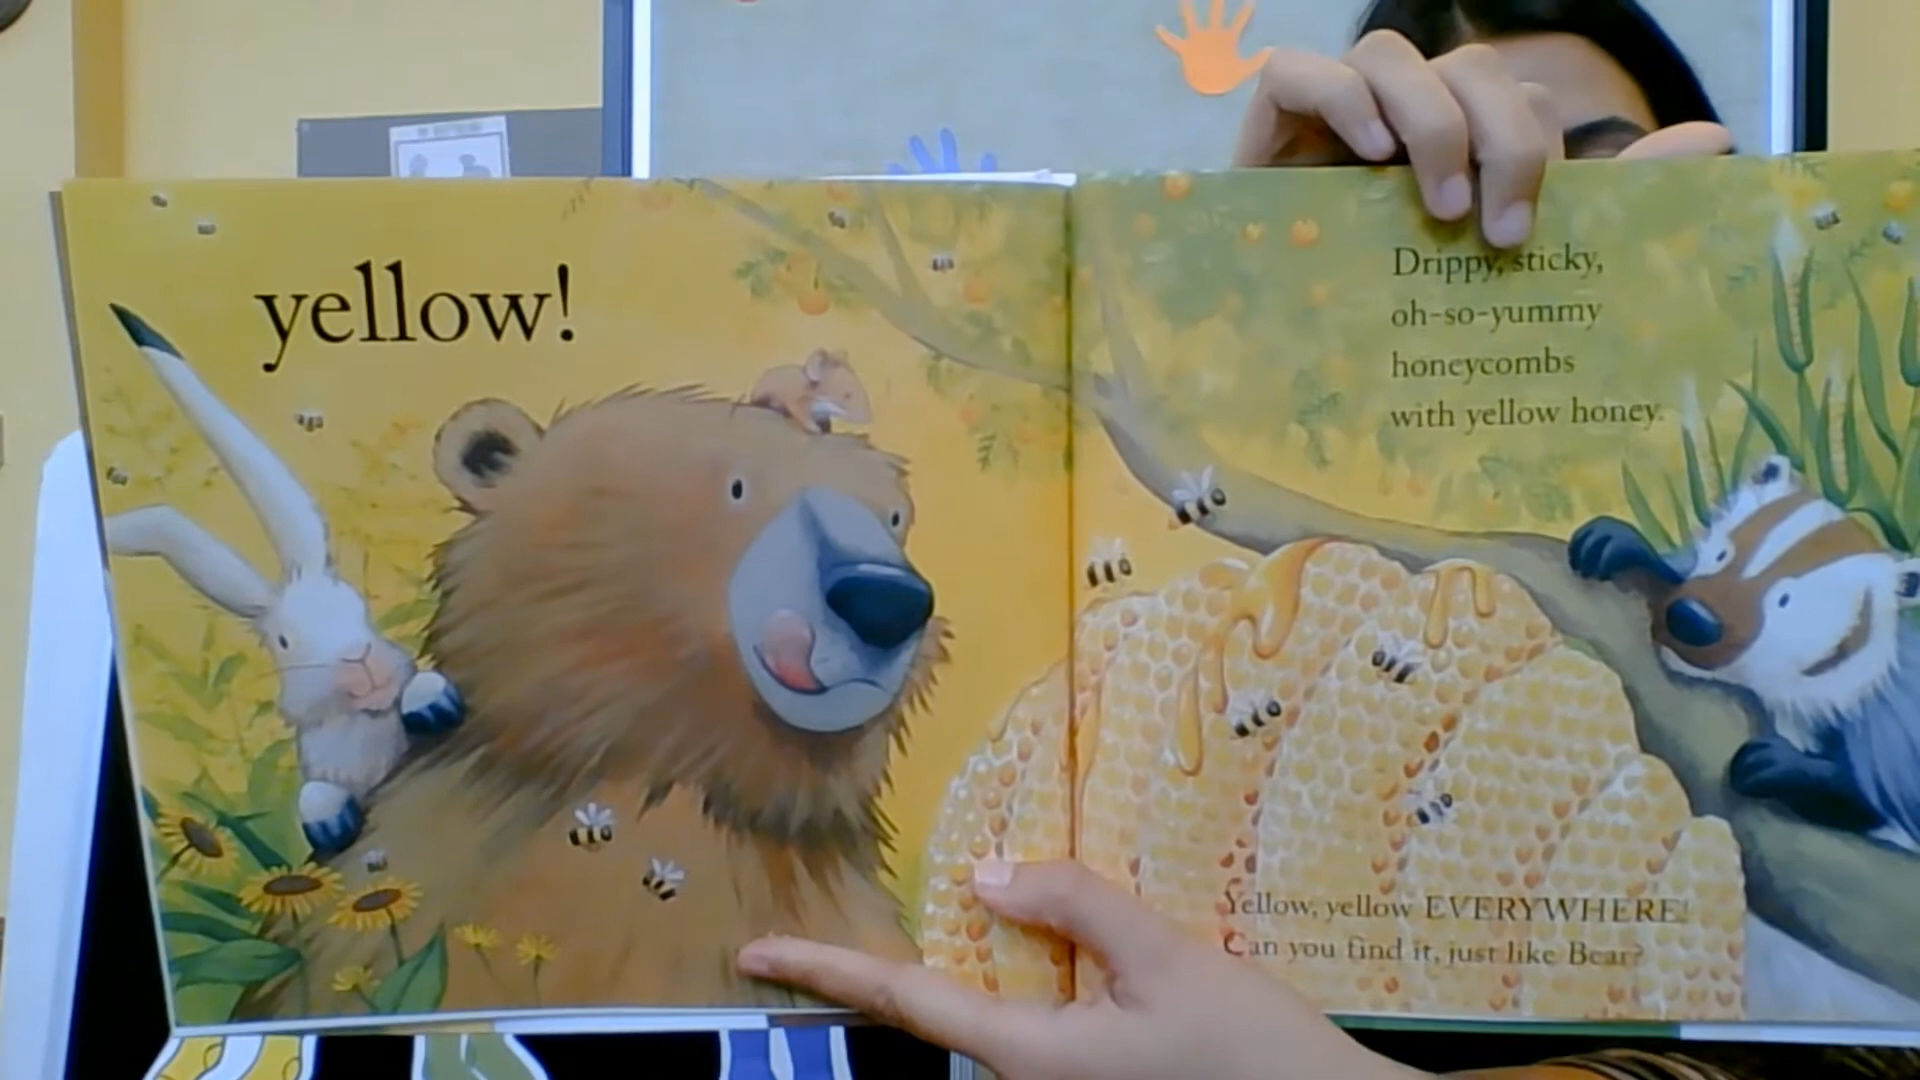 yellow!
Drippy, sticky,
oh-so-yummy
honeycombs
with yellow honey.
Yellow, yellow EVERYWHERE!
Can you find it, just like Bear?